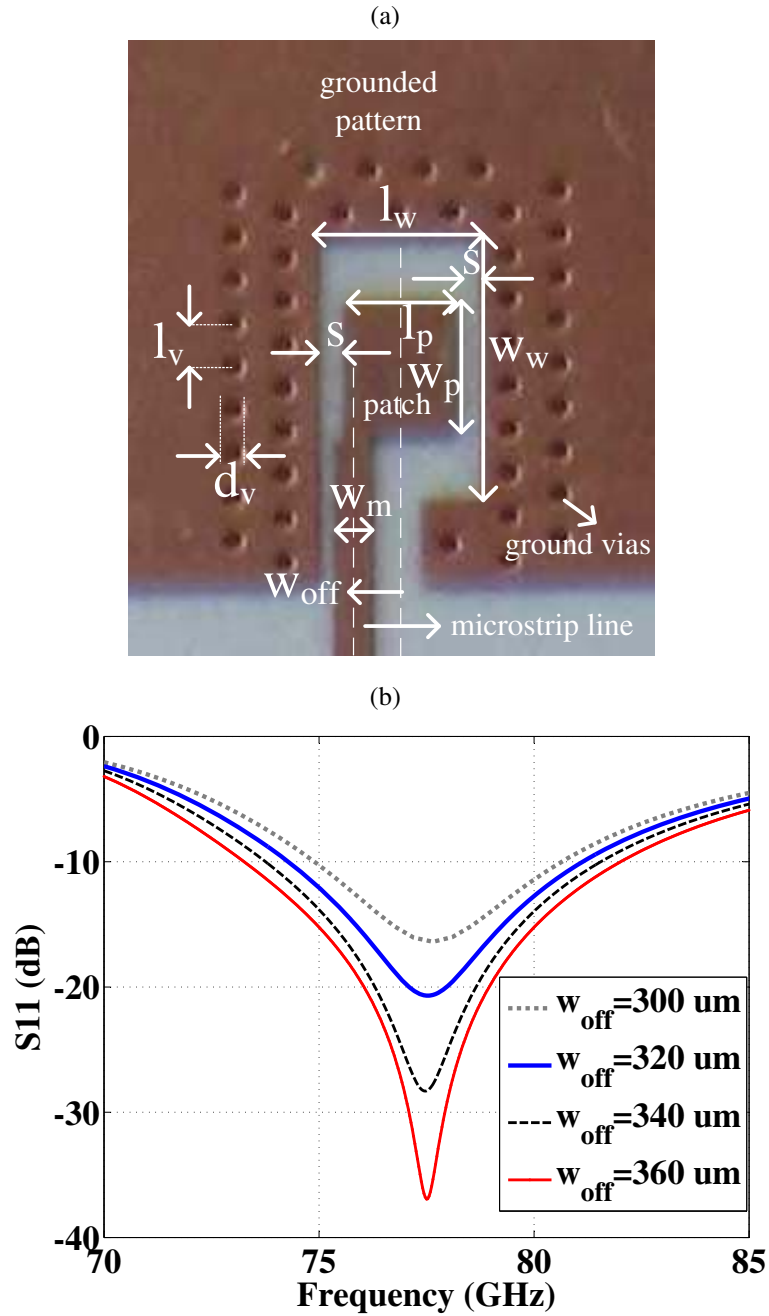 (a)
grounded
pattern
l_w
s
l_v
s
l_p
w_p
w_w
patch
d_v
w_m
ground vias
w_off
microstrip line
(b)
0
-10
-20
-30
-40
S11 (dB)
w_off=300 um
w_off=320 um
w_off=340 um
w_off=360 um
70
75
80
85
Frequency (GHz)